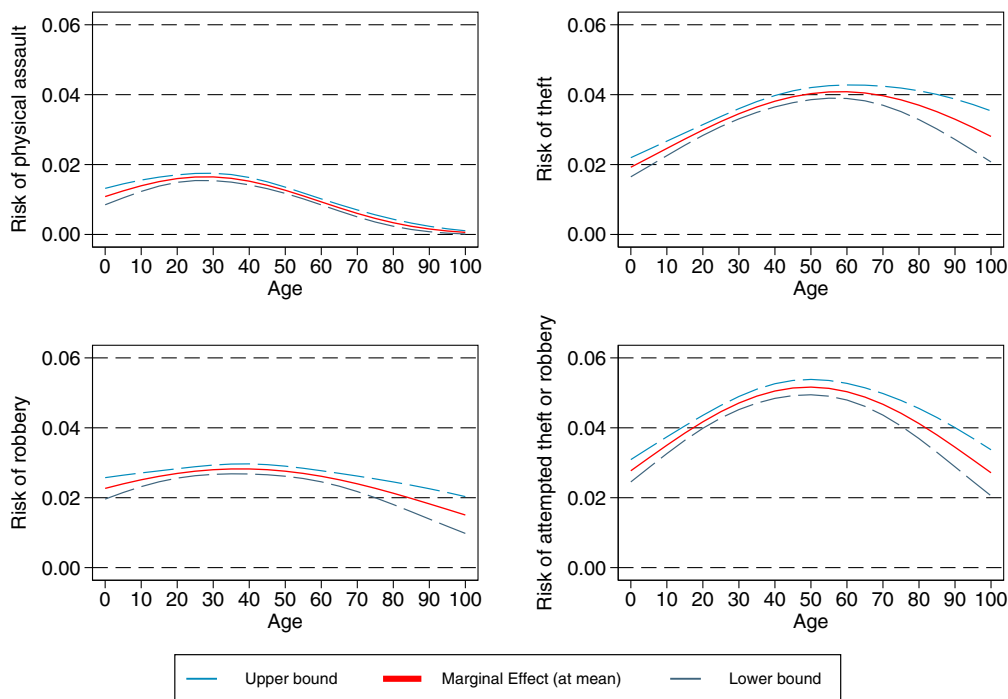 Risk of physical assault
0.06
0.04
0.02
0.00
0 10 20 30 40 50 60 70 80 90 100
Age
Risk of theft
0.06
0.04
0.02
0.00
0 10 20 30 40 50 60 70 80 90 100
Age
Risk of robbery
0.06
0.04
0.02
0.00
0 10 20 30 40 50 60 70 80 90 100
Age
Risk of attempted theft or robbery
0.06
0.04
0.02
0.00
0 10 20 30 40 50 60 70 80 90 100
Age
Upper bound Marginal Effect (at mean) Lower bound